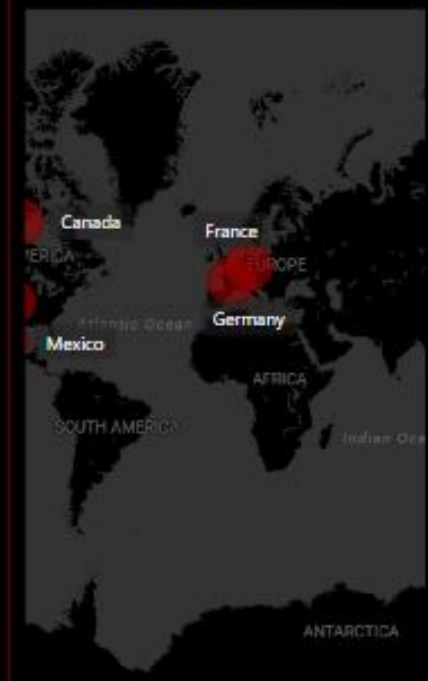 Canada
France
ERICA
EUROPE
Atlantic Ocean
Germany
Mexico
AFRICA
SOUTH AMERICA
Indian Oce
ANTARCTICA